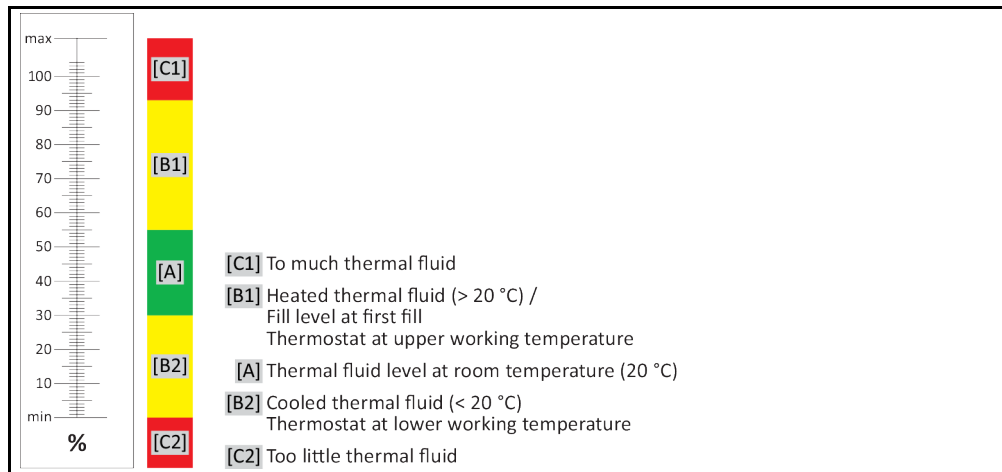 max
100
90
80
70
60
50
40
30
20
10
min
%
[C1]
[B1]
[A]
[B2]
[C2]
[C1] To much thermal fluid
[B1] Heated thermal fluid (> 20 °C) /
Fill level at first fill
Thermostat at upper working temperature
[A] Thermal fluid level at room temperature (20 °C)
[B2] Cooled thermal fluid (< 20 °C)
Thermostat at lower working temperature
[C2] Too little thermal fluid